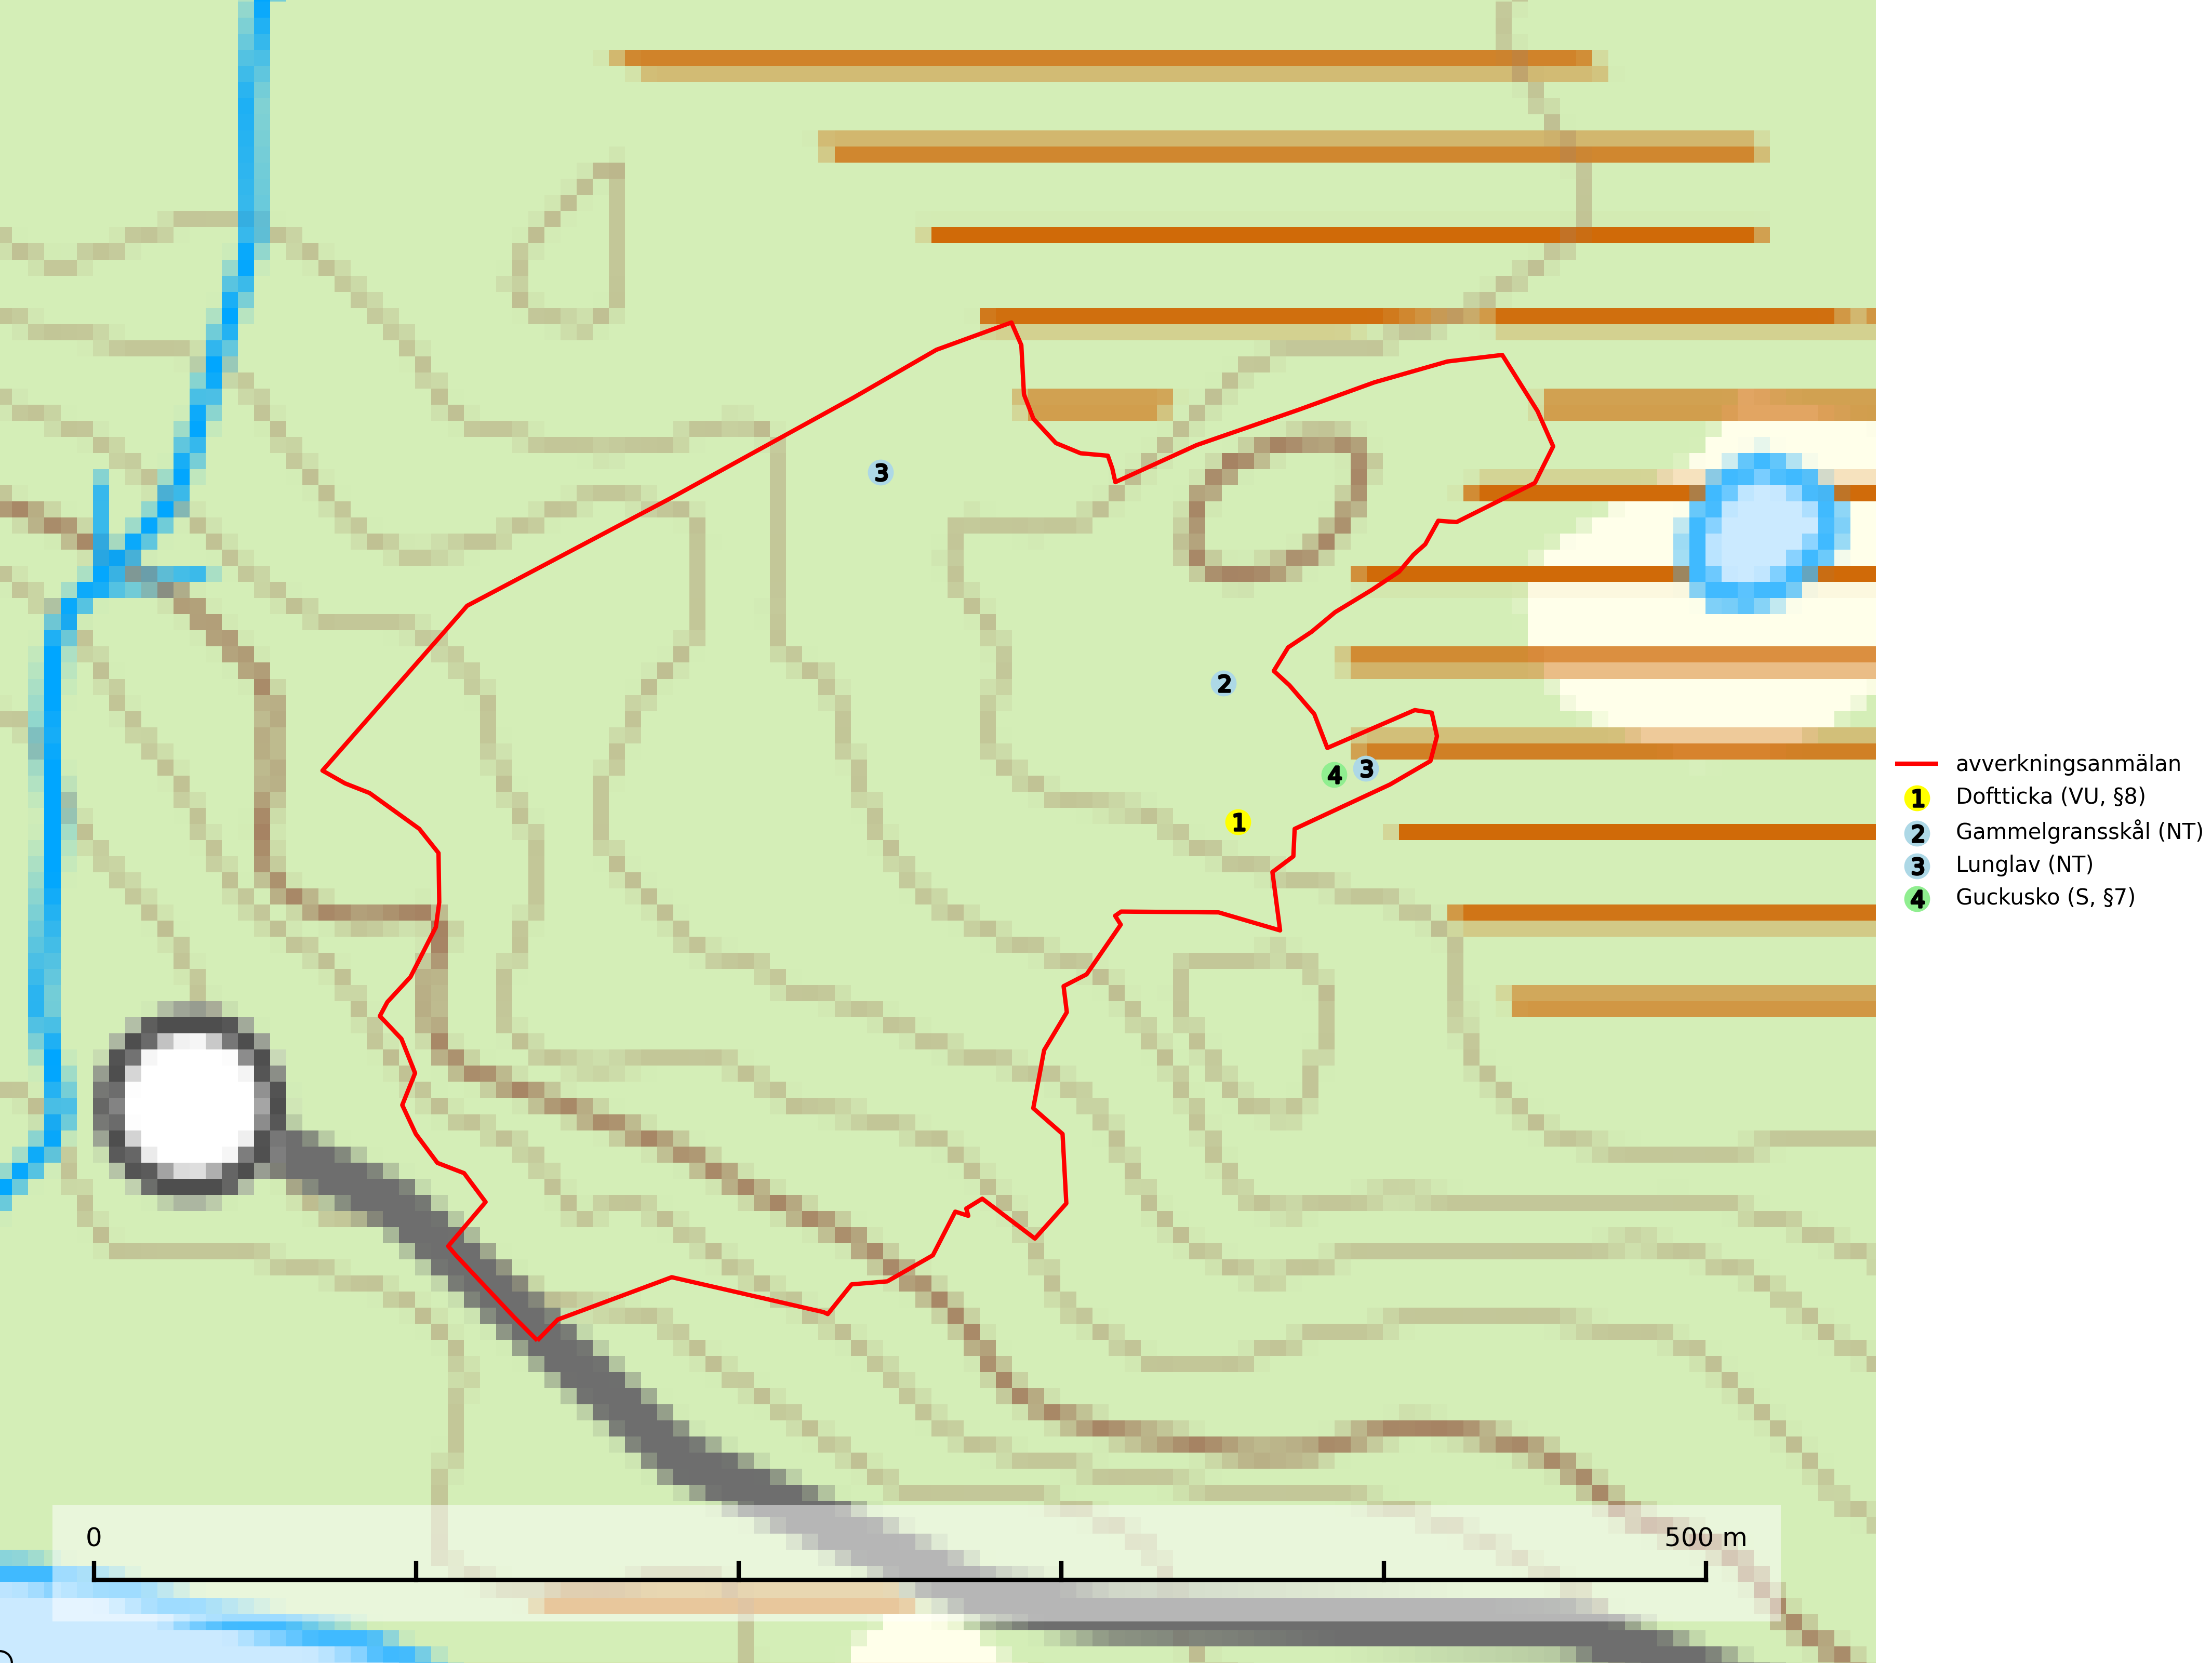 3
2
4
3
1
avverkningsanmälan
1 Doftticka (VU, §8)
2 Gammelgransskål (NT)
3 Lunglav (NT)
4 Guckusko (S, §7)
0
500 m